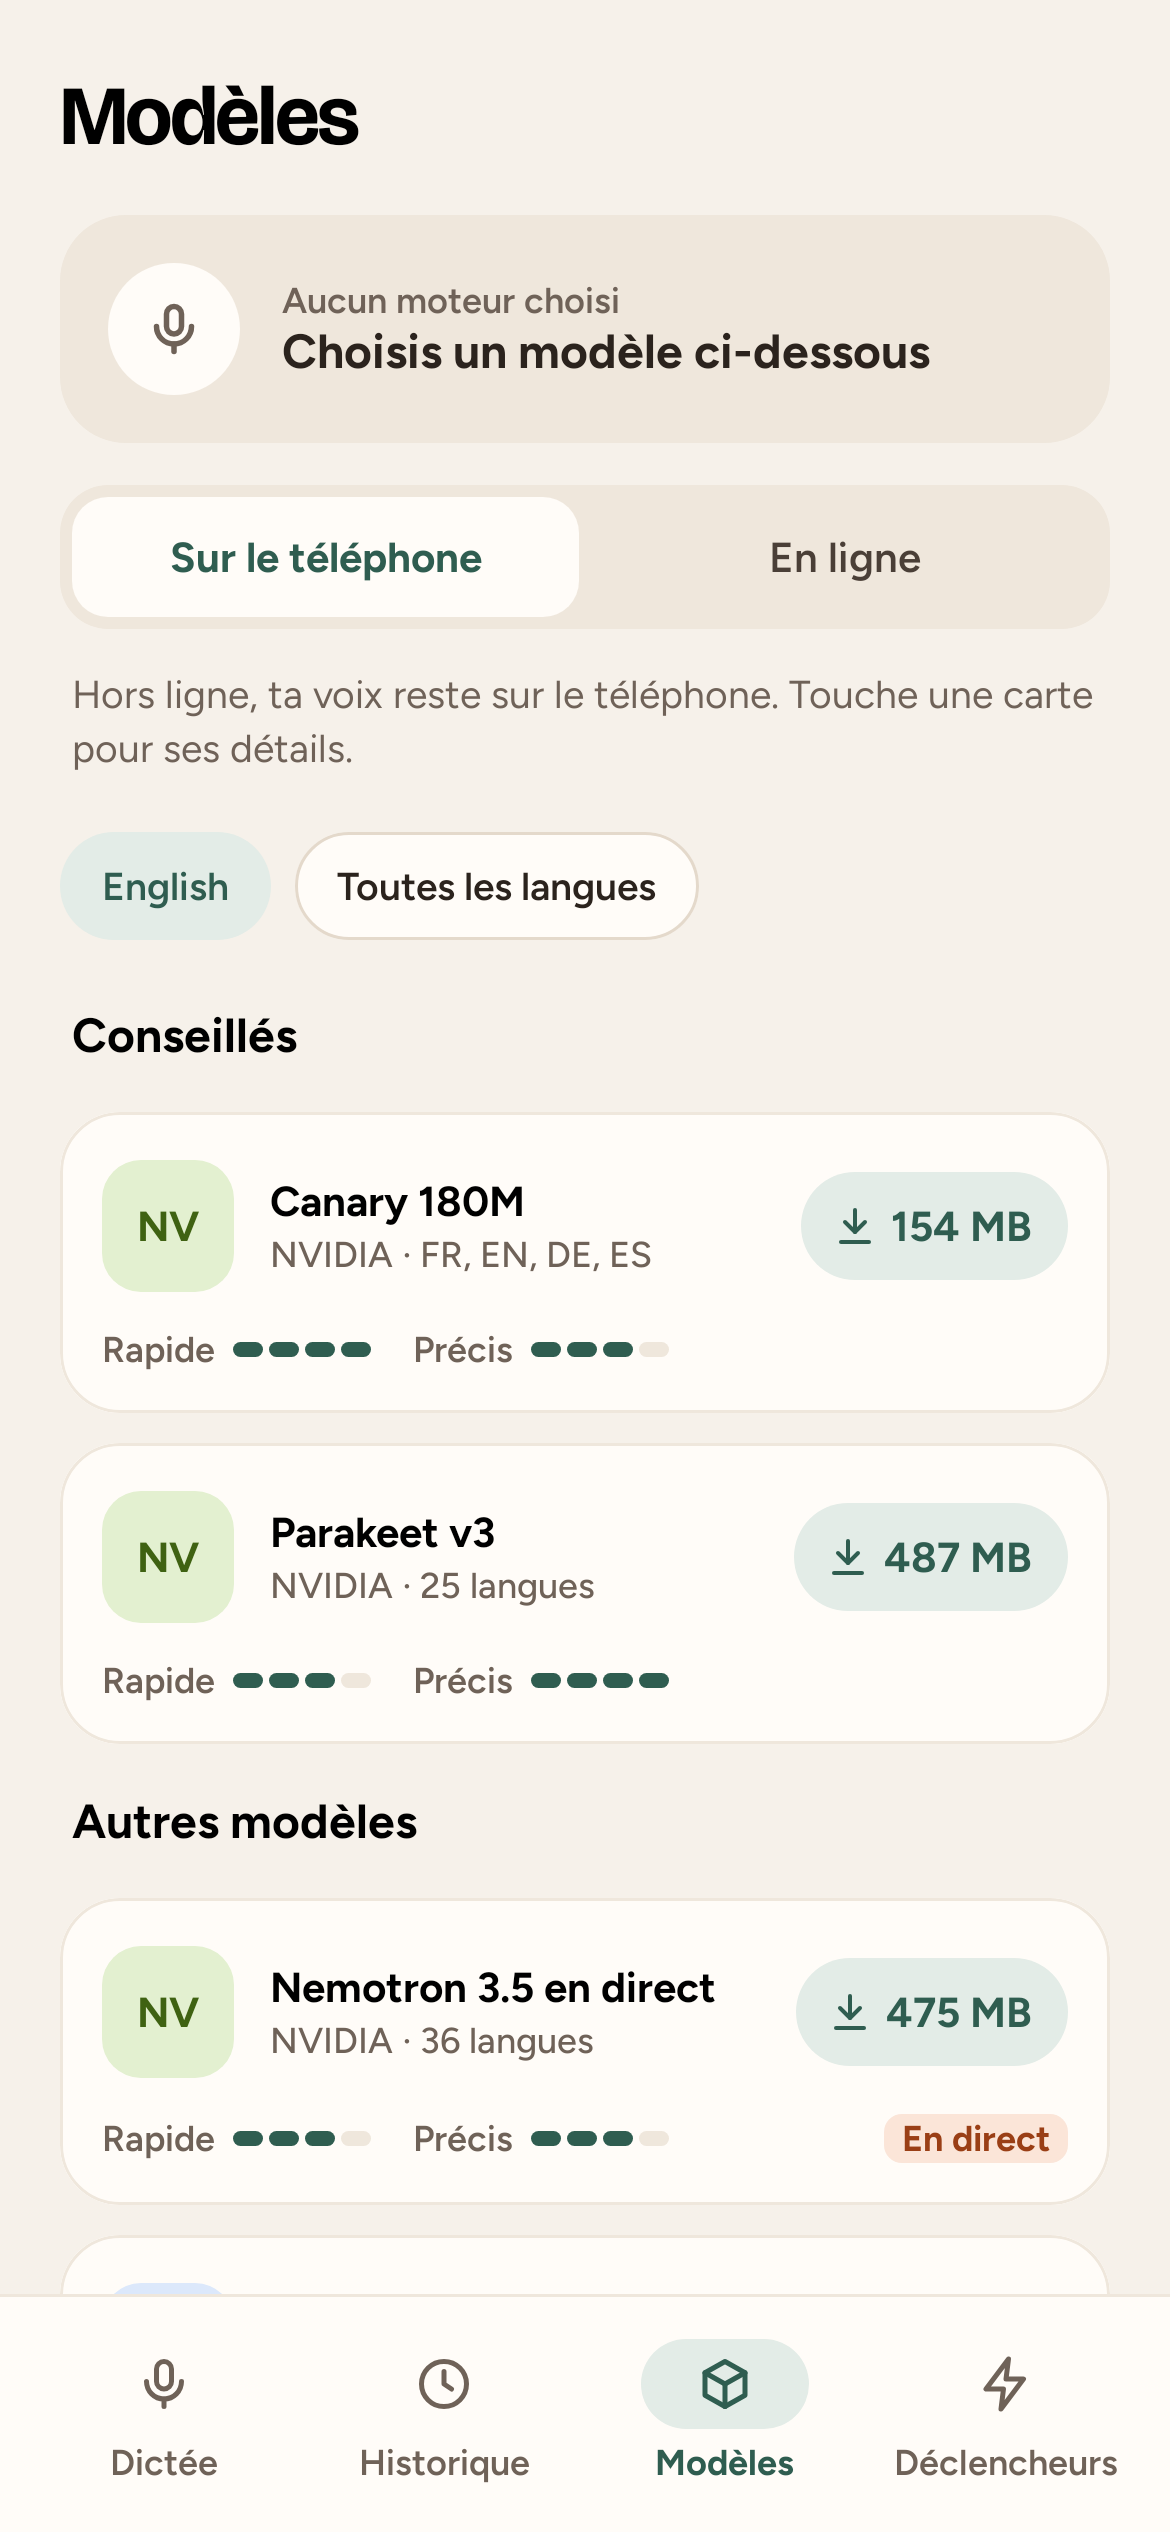 Modèles
Aucun moteur choisi
Choisis un modèle ci-dessous
Sur le téléphone
En ligne
Hors ligne, ta voix reste sur le téléphone. Touche une carte
pour ses détails.
English
Toutes les langues
Conseillés
NV
Canary 180M
NVIDIA · FR, EN, DE, ES
154 MB
Rapide
Précis
NV
Parakeet v3
NVIDIA · 25 langues
487 MB
Rapide
Précis
Autres modèles
NV
Nemotron 3.5 en direct
NVIDIA · 36 langues
475 MB
Rapide
Précis
En direct
Dictée
Historique
Modèles
Déclencheurs